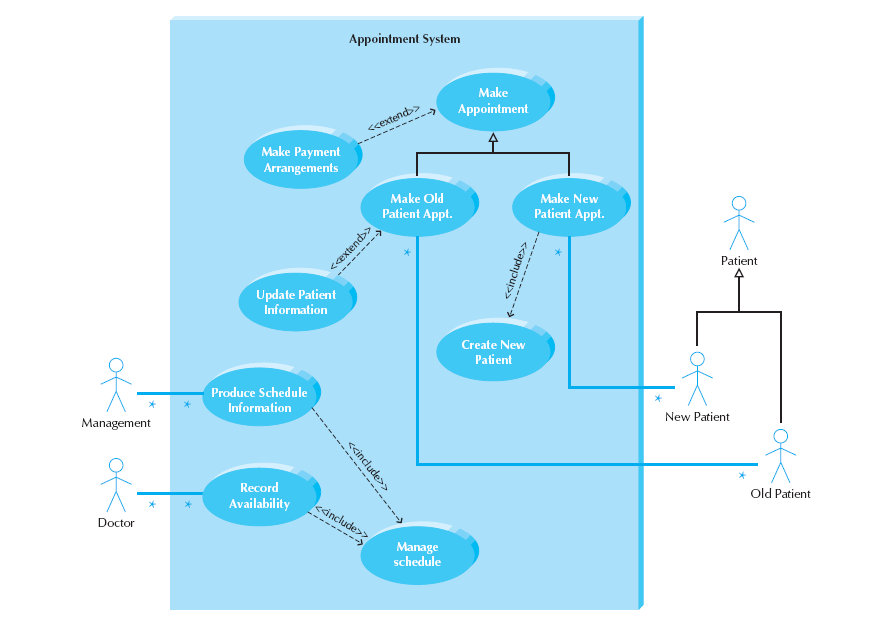 Appointment System
Make
Appointment
<<extend>>
Make Payment
Arrangements
Make Old
Patient Appt.
Make New
Patient Appt.
*
*
<<extend>>
<<include>>
Patient
Update Patient
Information
Create New
Patient
Produce Schedule
Information
*
*
Management
*
New Patient
<<include>>
Record
Availability
*
*
Doctor
*
Old Patient
<<include>>
Manage
schedule